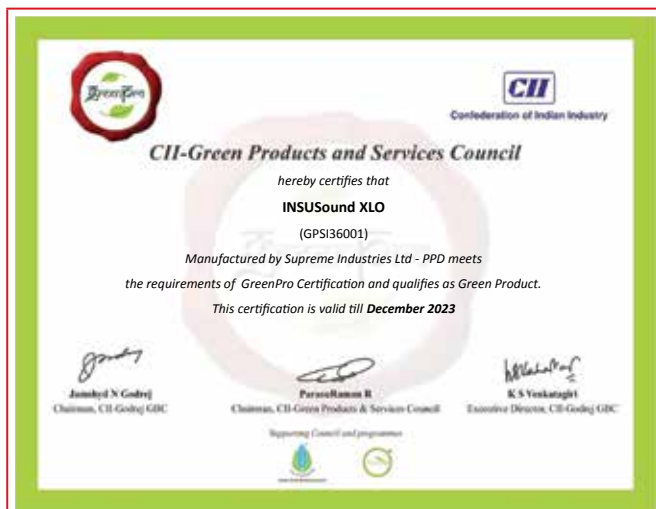 GreenPro
CII
Confederation of Indian Industry
CII-Green Products and Services Council
hereby certifies that
INSUSound XLO
(GPSI36001)
Manufactured by Supreme Industries Ltd - PPD meets
the requirements of GreenPro Certification and qualifies as Green Product.
This certification is valid till December 2023
Jamshyd N Godrej
Chairman, CII-Godrej GBC
ParasuRaman R
Chairman, CII-Green Products & Services Council
K S Venkatagiri
Executive Director, CII-Godrej GBC
Supporting Council and programmes